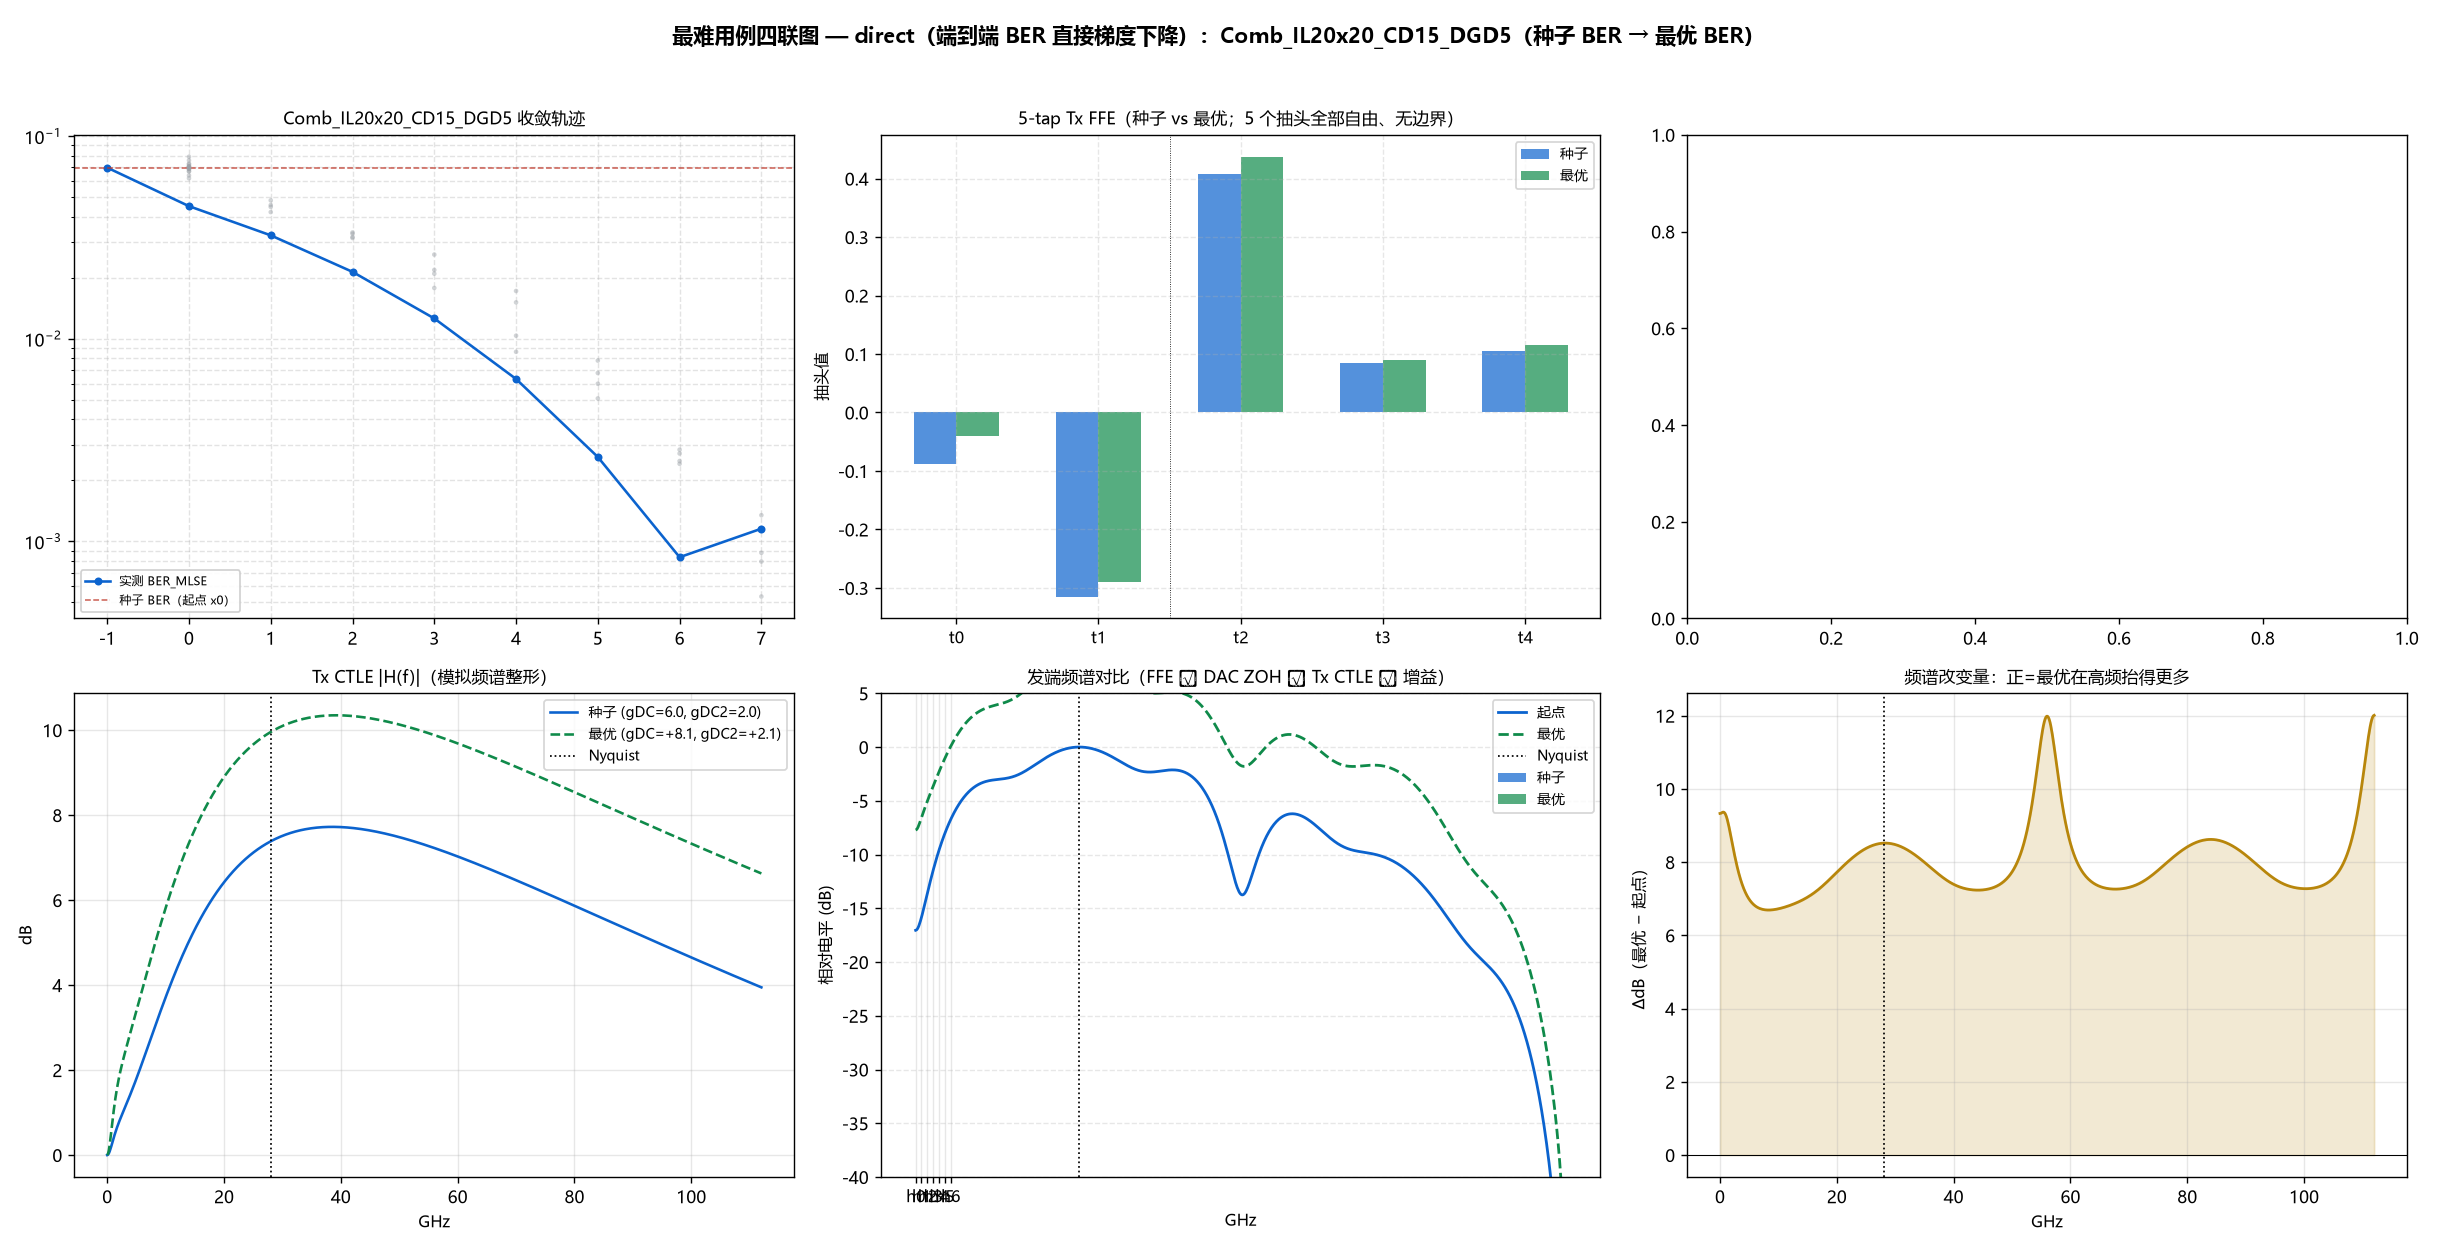 最难用例四联图 — direct（端到端 BER 直接梯度下降）：Comb_IL20x20_CD15_DGD5（种子 BER → 最优 BER）
Comb_IL20x20_CD15_DGD5 收敛轨迹
10⁻¹
10⁻²
10⁻³
实测 BER_MLSE
种子 BER（起点 x0）
-1 0 1 2 3 4 5 6 7
5-tap Tx FFE（种子 vs 最优；5 个抽头全部自由、无边界）
抽头值
0.4
0.3
0.2
0.1
0.0
-0.1
-0.2
-0.3
种子
最优
t0 t1 t2 t3 t4
1.0
0.8
0.6
0.4
0.2
0.0
0.0 0.2 0.4 0.6 0.8 1.0
Tx CTLE |H(f)|（模拟频谱整形）
dB
10
8
6
4
2
0
种子 (gDC=6.0, gDC2=2.0)
最优 (gDC=+8.1, gDC2=+2.1)
Nyquist
0 20 40 60 80 100
GHz
发端频谱对比（FFE DAC ZOH Tx CTLE 增益）
相对电平 (dB)
5
0
-5
-10
-15
-20
-25
-30
-35
-40
起点
最优
Nyquist
种子
最优
GHz
频谱改变量：正=最优在高频抬得更多
ΔdB（最优 − 起点）
12
10
8
6
4
2
0
0 20 40 60 80 100
GHz